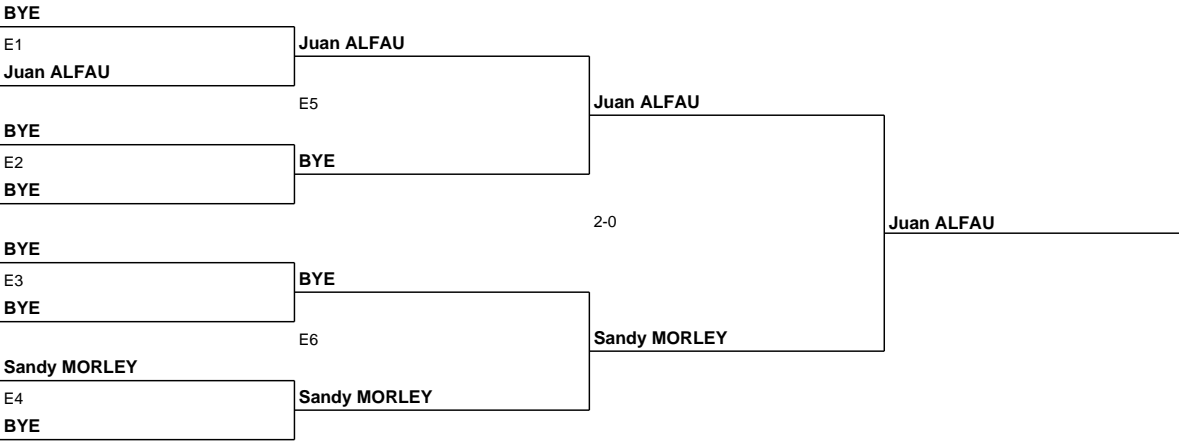 BYE
E1
Juan ALFAU
Juan ALFAU
E5
Juan ALFAU
BYE
E2
BYE
BYE
2-0
Juan ALFAU
BYE
E3
BYE
BYE
E6
Sandy MORLEY
Sandy MORLEY
E4
Sandy MORLEY
BYE